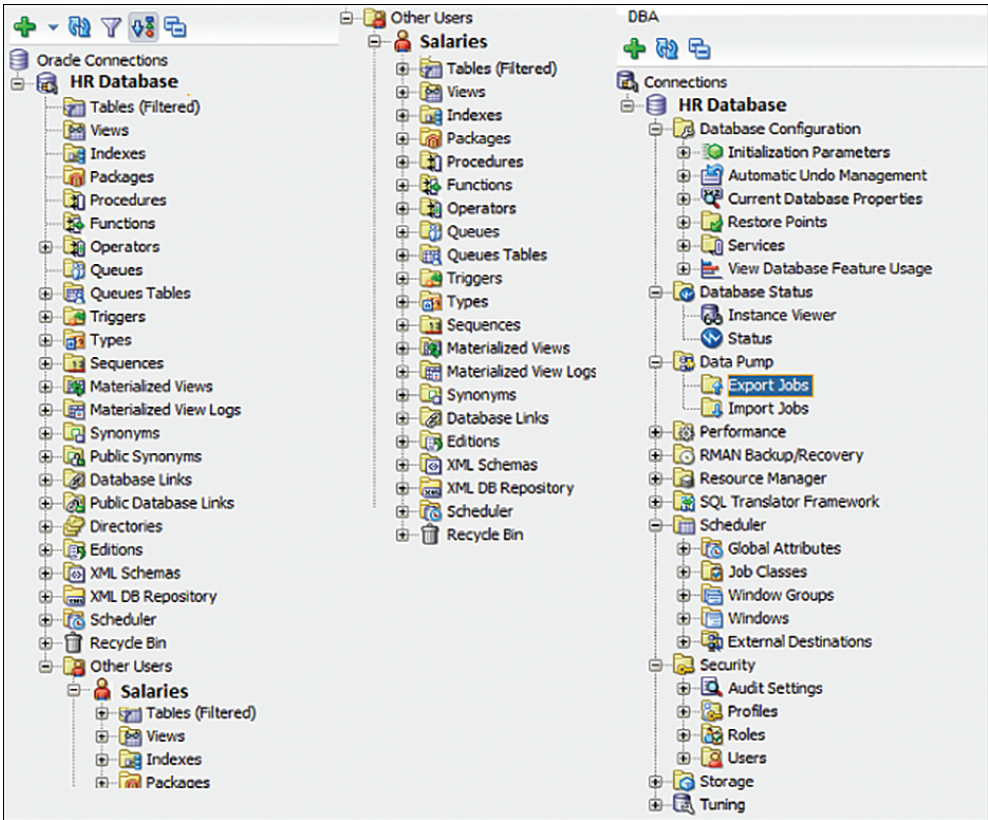 Oracle Connections
HR Database
Tables (Filtered)
Views
Indexes
Packages
Procedures
Functions
Operators
Queues
Queues Tables
Triggers
Types
Sequences
Materialized Views
Materialized View Logs
Synonyms
Public Synonyms
Database Links
Public Database Links
Directories
Editions
XML Schemas
XML DB Repository
Scheduler
Recycle Bin
Other Users
Salaries
Tables (Filtered)
Views
Indexes
Packages
Other Users
Salaries
Tables (Filtered)
Views
Indexes
Packages
Procedures
Functions
Operators
Queues
Queues Tables
Triggers
Types
Sequences
Materialized Views
Materialized View Logs
Synonyms
Database Links
Editions
XML Schemas
XML DB Repository
Scheduler
Recycle Bin
DBA
Connections
HR Database
Database Configuration
Initialization Parameters
Automatic Undo Management
Current Database Properties
Restore Points
Services
View Database Feature Usage
Database Status
Instance Viewer
Status
Data Pump
Export Jobs
Import Jobs
Performance
RMAN Backup/Recovery
Resource Manager
SQL Translator Framework
Scheduler
Global Attributes
Job Classes
Window Groups
Windows
External Destinations
Security
Audit Settings
Profiles
Roles
Users
Storage
Tuning